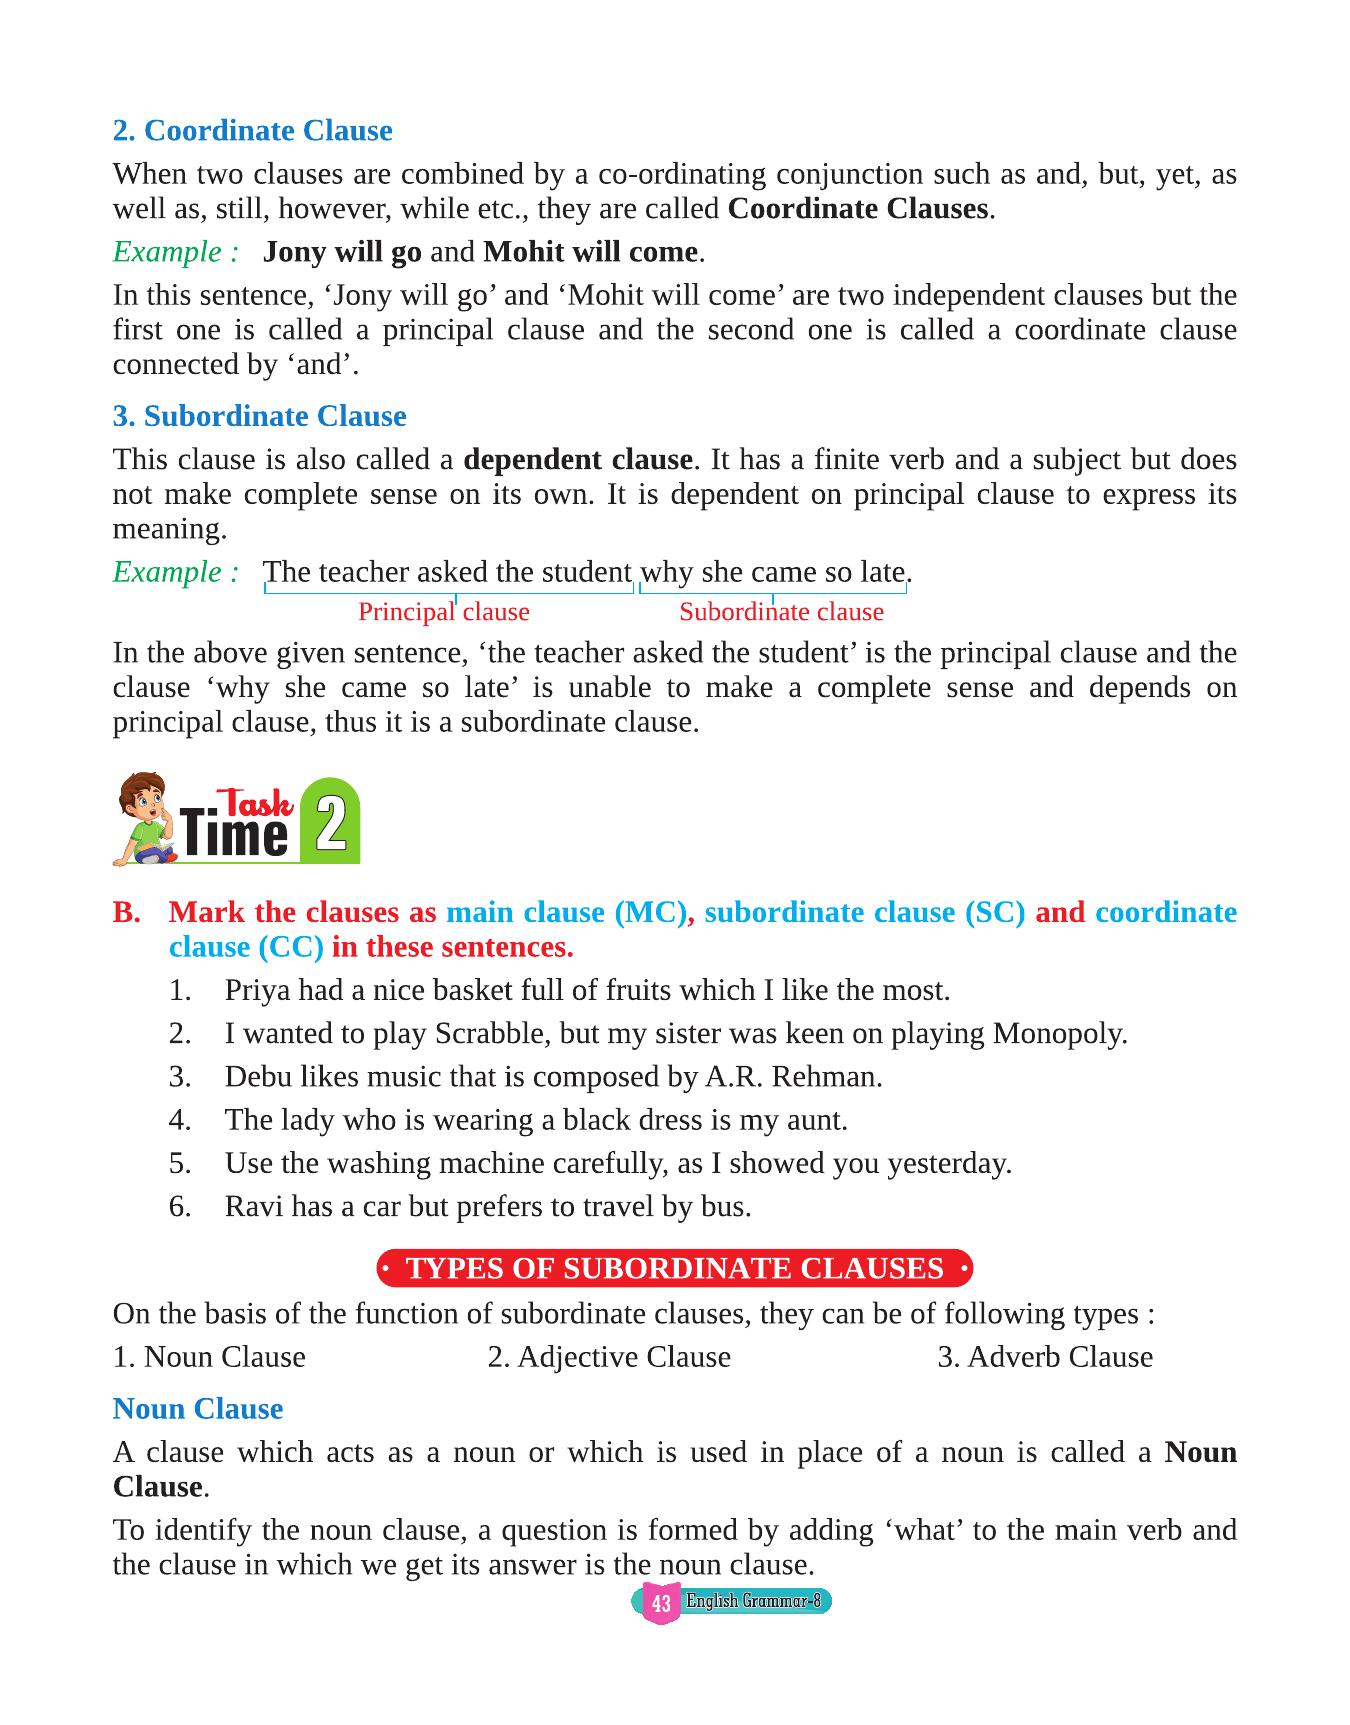 2. Coordinate Clause
When two clauses are combined by a co-ordinating conjunction such as and, but, yet, as
well as, still, however, while etc., they are called Coordinate Clauses.
Example : Jony will go and Mohit will come.
In this sentence, ‘Jony will go’ and ‘Mohit will come’ are two independent clauses but the
first one is called a principal clause and the second one is called a coordinate clause
connected by ‘and’.
3. Subordinate Clause
This clause is also called a dependent clause. It has a finite verb and a subject but does
not make complete sense on its own. It is dependent on principal clause to express its
meaning.
Example : The teacher asked the student why she came so late.
Principal clause Subordinate clause
In the above given sentence, ‘the teacher asked the student’ is the principal clause and the
clause ‘why she came so late’ is unable to make a complete sense and depends on
principal clause, thus it is a subordinate clause.
Task
Time 2
B. Mark the clauses as main clause (MC), subordinate clause (SC) and coordinate
clause (CC) in these sentences.
1. Priya had a nice basket full of fruits which I like the most.
2. I wanted to play Scrabble, but my sister was keen on playing Monopoly.
3. Debu likes music that is composed by A.R. Rehman.
4. The lady who is wearing a black dress is my aunt.
5. Use the washing machine carefully, as I showed you yesterday.
6. Ravi has a car but prefers to travel by bus.
• TYPES OF SUBORDINATE CLAUSES •
On the basis of the function of subordinate clauses, they can be of following types :
1. Noun Clause 2. Adjective Clause 3. Adverb Clause
Noun Clause
A clause which acts as a noun or which is used in place of a noun is called a Noun
Clause.
To identify the noun clause, a question is formed by adding ‘what’ to the main verb and
the clause in which we get its answer is the noun clause.
43 English Grammar-8